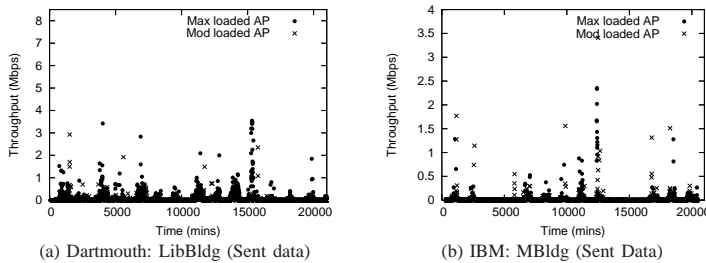 Throughput (Mbps)
8
7
6
5
4
3
2
1
0
Max loaded AP
Mod loaded AP
0 5000 10000 15000 20000
Time (mins)
(a) Dartmouth: LibBldg (Sent data)
Throughput (Mbps)
4
3.5
3
2.5
2
1.5
1
0.5
0
Max loaded AP
Mod loaded AP
0 5000 10000 15000 20000
Time (mins)
(b) IBM: MBldg (Sent Data)